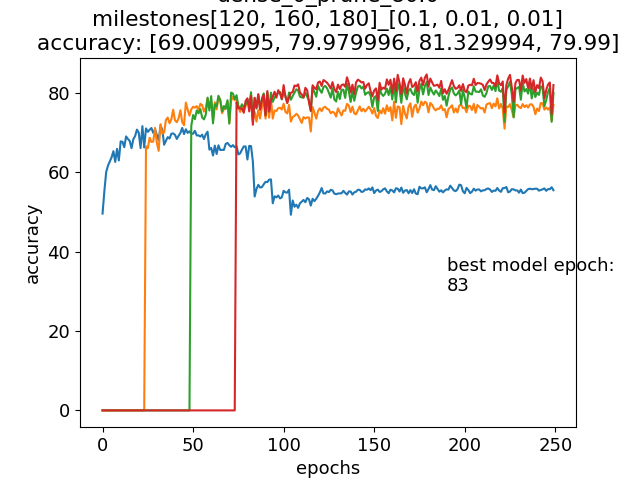 milestones[120, 160, 180]_[0.1, 0.01, 0.01]
accuracy: [69.009995, 79.979996, 81.329994, 79.99]
80
60
40
20
0
accuracy
best model epoch:
83
0 50 100 150 200 250
epochs